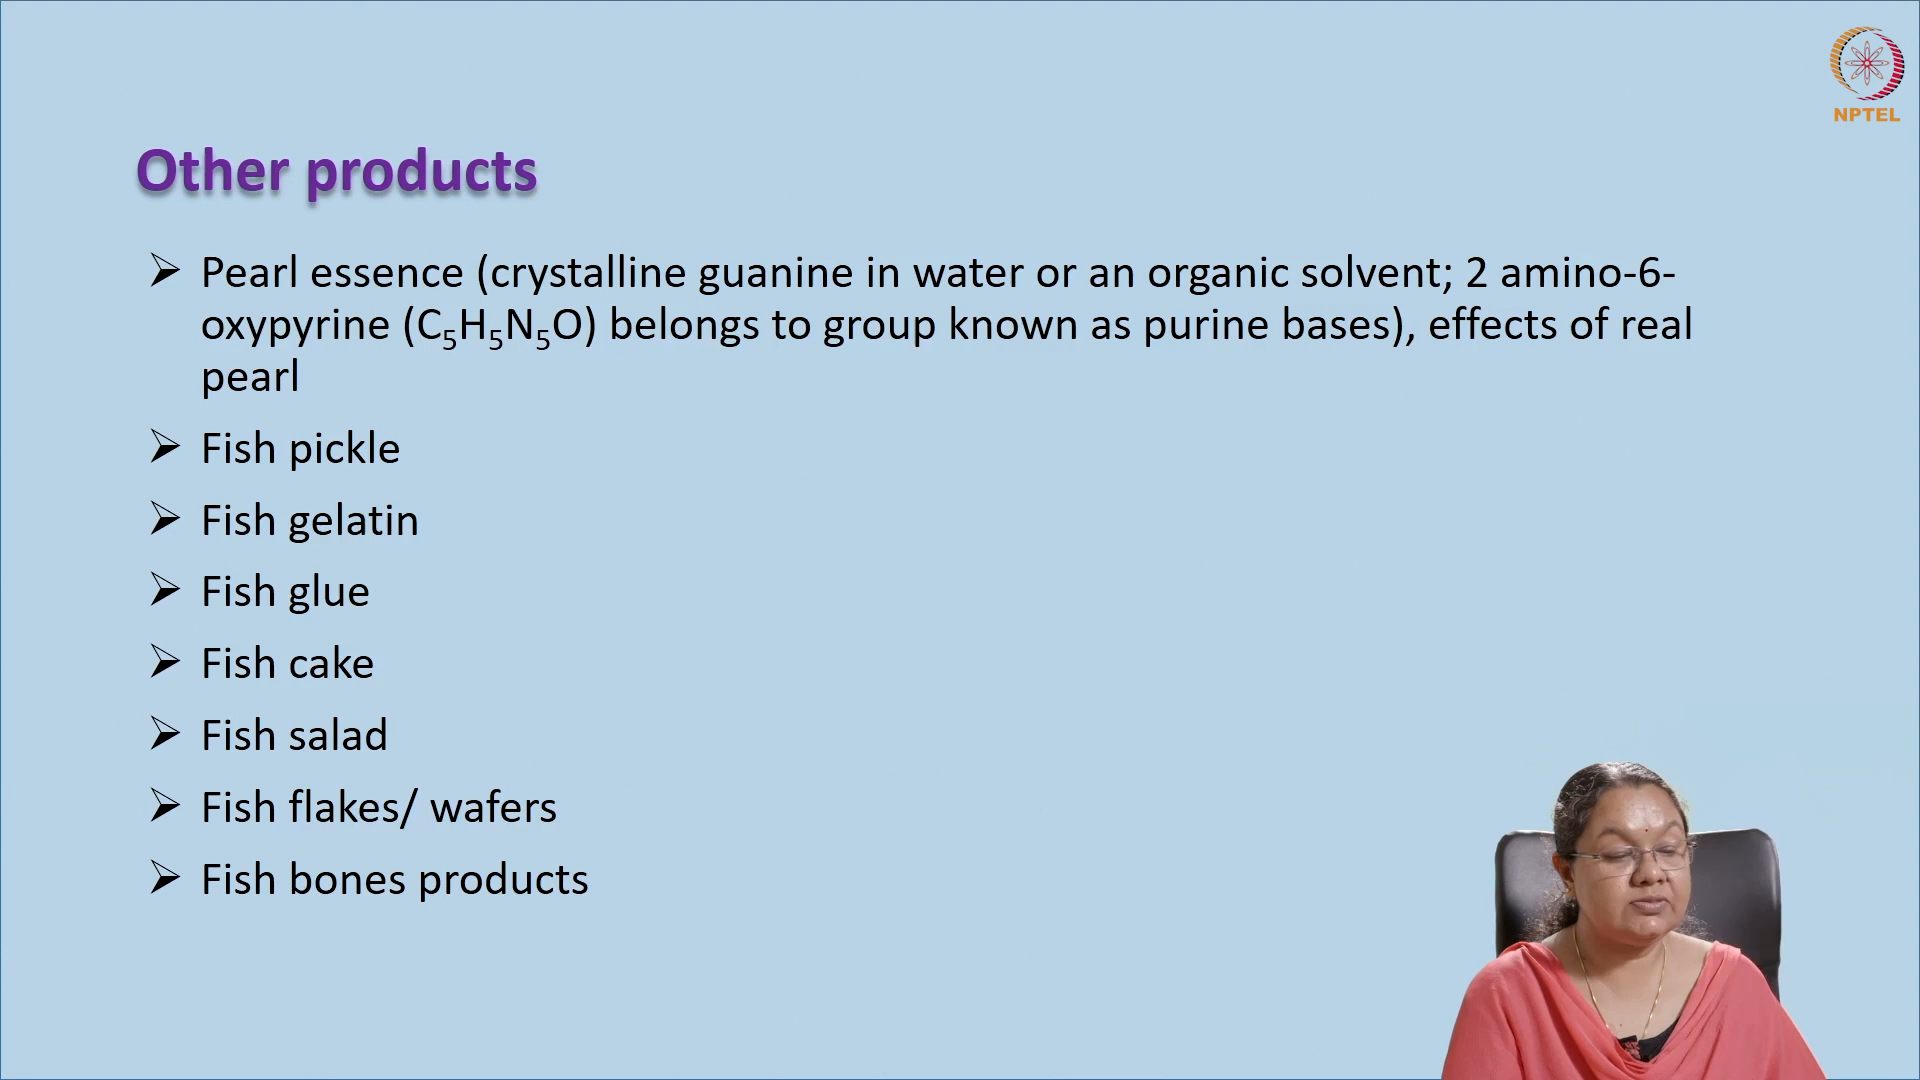 NPTEL
Other products
➢ Pearl essence (crystalline guanine in water or an organic solvent; 2 amino-6-
oxypyrine (C₅H₅N₅O) belongs to group known as purine bases), effects of real
pearl
➢ Fish pickle
➢ Fish gelatin
➢ Fish glue
➢ Fish cake
➢ Fish salad
➢ Fish flakes/ wafers
➢ Fish bones products